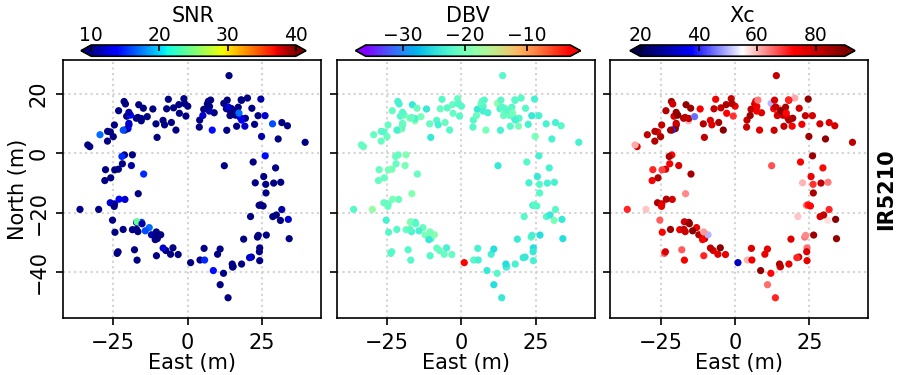 SNR DBV Xc
10 20 30 40 −30 −20 −10 20 40 60 80
20
0
−20
−40
North (m)
IR5210
−25 0 25 −25 0 25 −25 0 25
East (m) East (m) East (m)